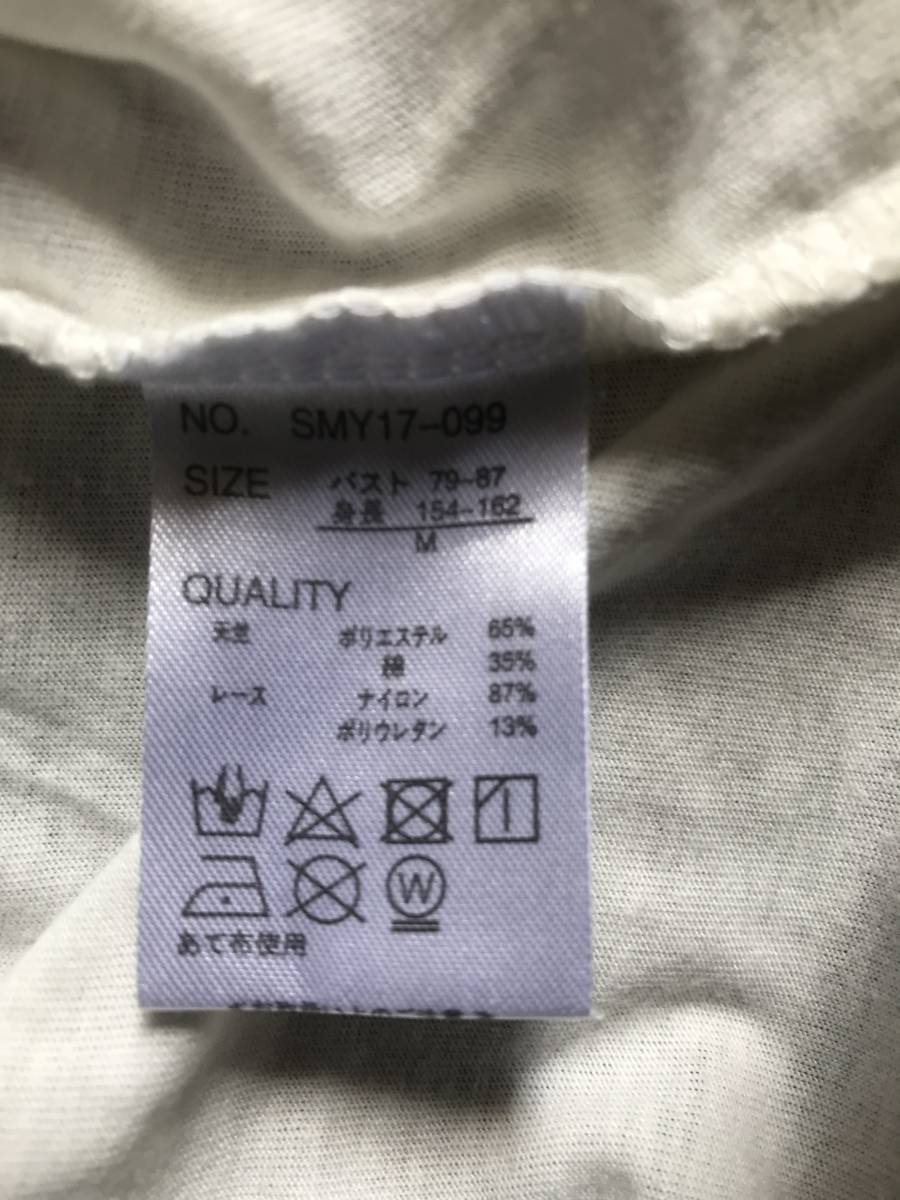 NO. SMY17-099
SIZE バスト 79-87
身長 154-162
M
QUALITY
天竺 ポリエステル 65%
綿 35%
レース ナイロン 87%
ポリウレタン 13%
W
あて布使用